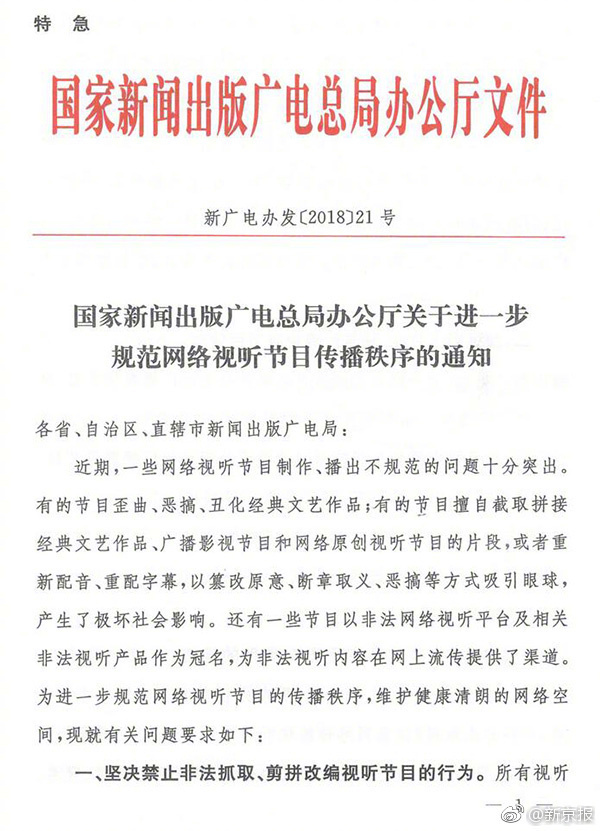 特 急
国家新闻出版广电总局办公厅文件
新广电办发〔2018〕21 号
国家新闻出版广电总局办公厅关于进一步
规范网络视听节目传播秩序的通知
各省、自治区、直辖市新闻出版广电局：
近期，一些网络视听节目制作、播出不规范的问题十分突出。
有的节目歪曲、恶搞、丑化经典文艺作品；有的节目擅自截取拼接
经典文艺作品、广播影视节目和网络原创视听节目的片段，或者重
新配音、重配字幕，以篡改原意、断章取义、恶搞等方式吸引眼球，
产生了极坏社会影响。还有一些节目以非法网络视听平台及相关
非法视听产品作为冠名，为非法视听内容在网上流传提供了渠道。
为进一步规范网络视听节目的传播秩序，维护健康清朗的网络空
间，现就有关问题要求如下：
一、坚决禁止非法抓取、剪拼改编视听节目的行为。所有视听
— 1 —
@新京报